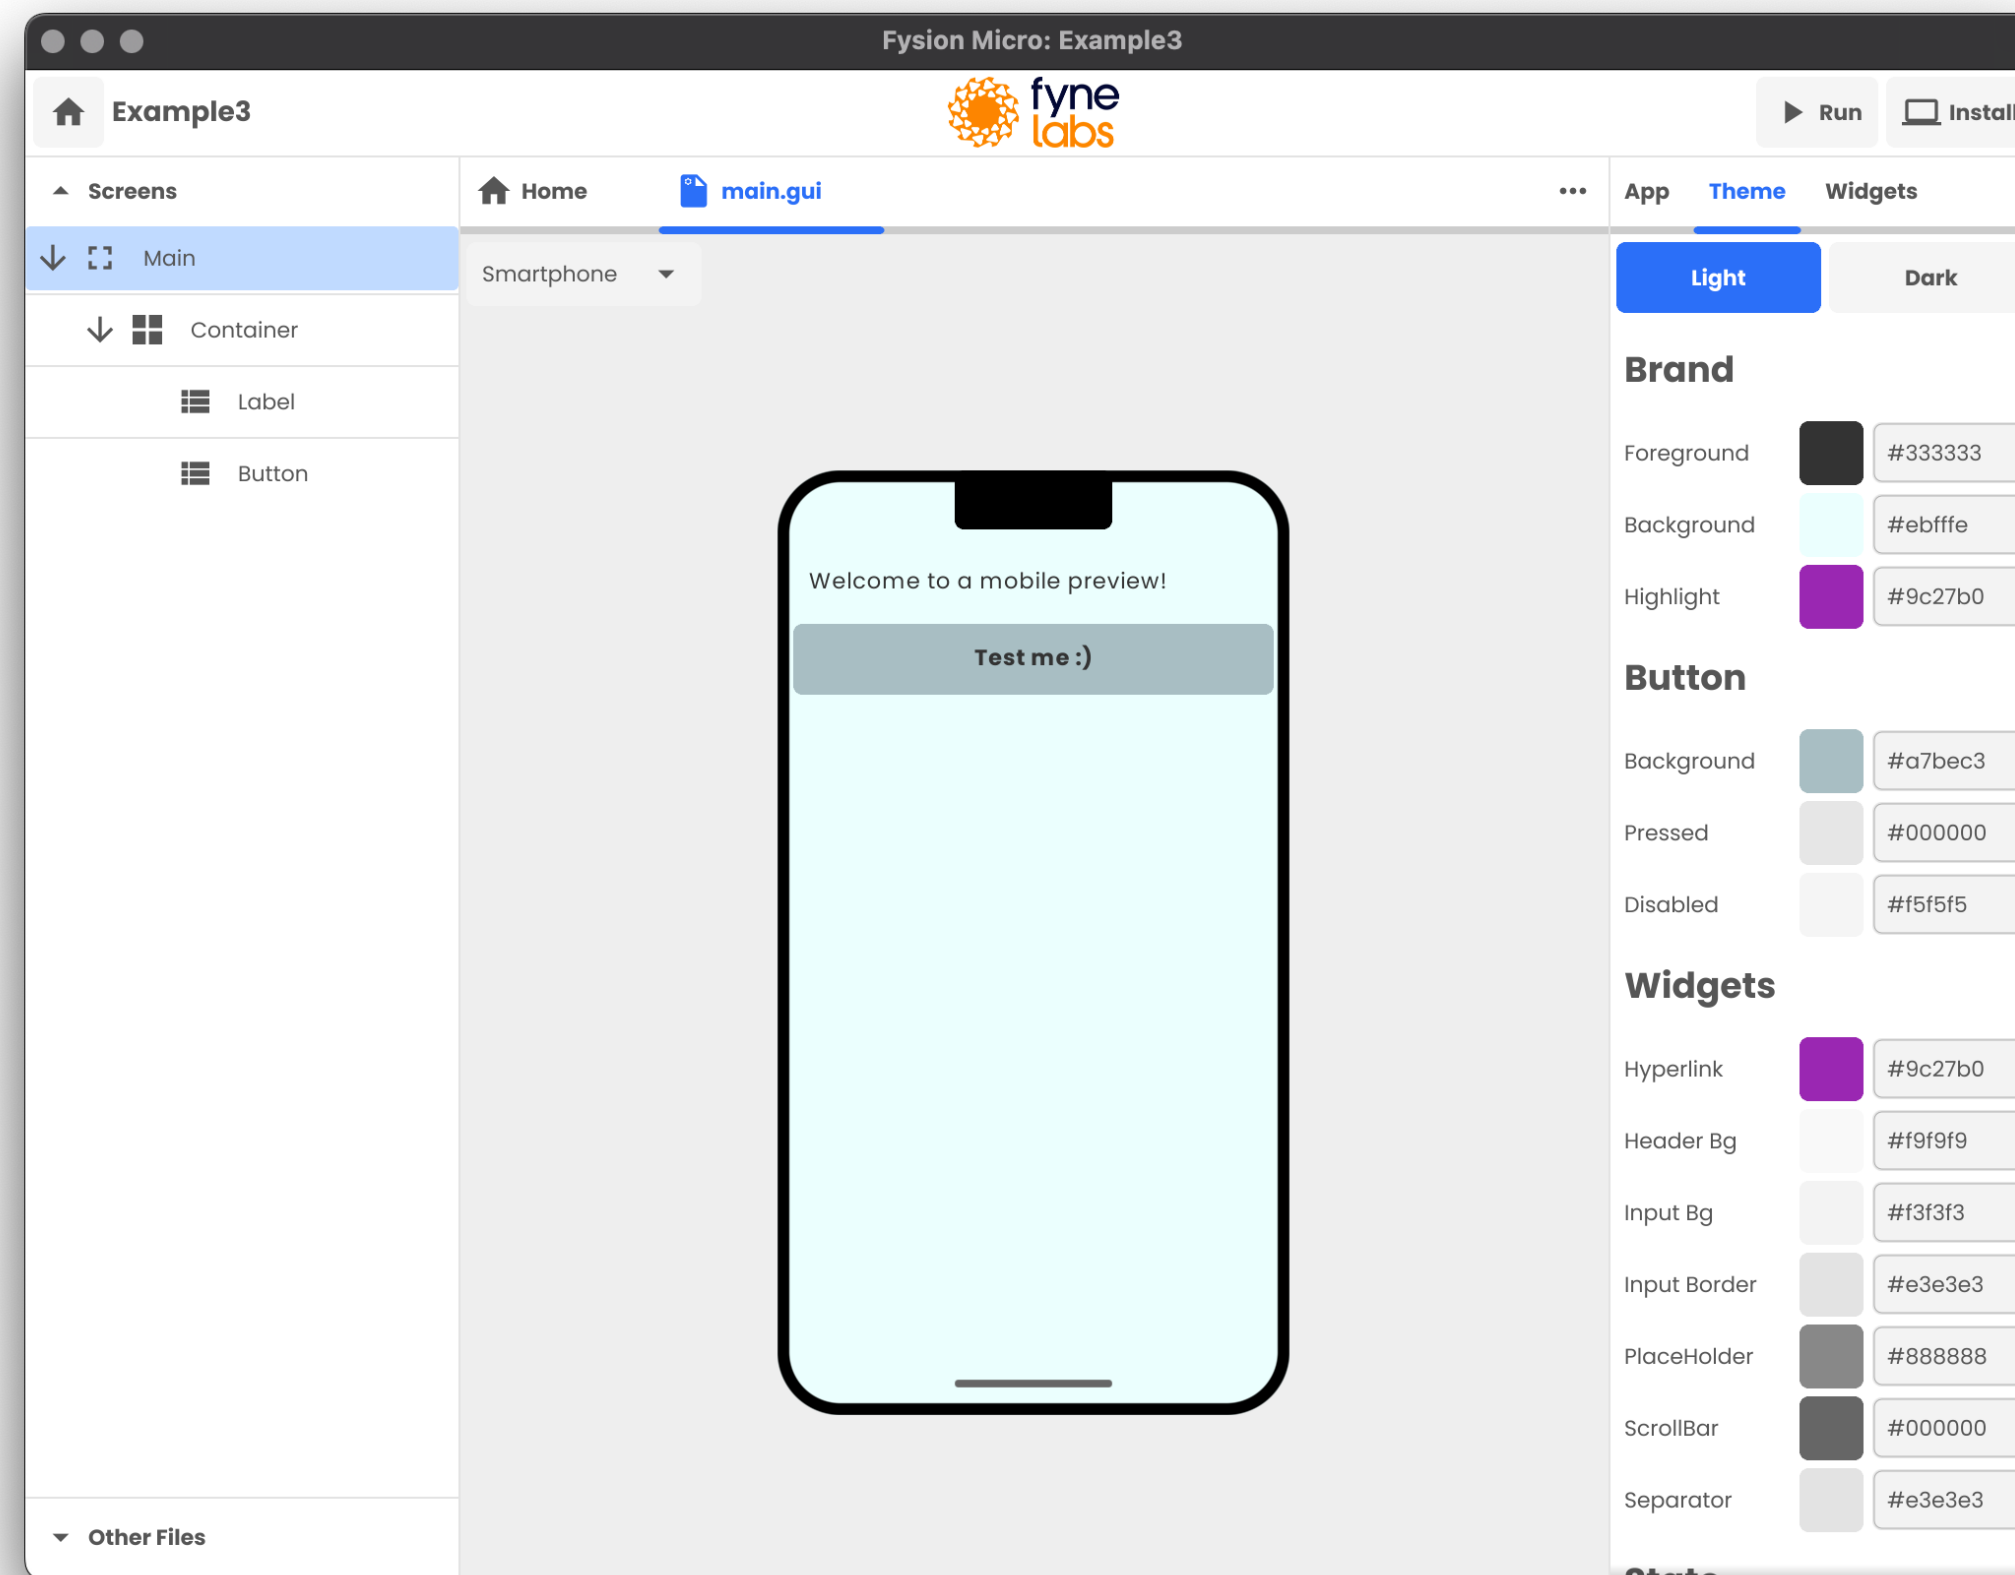 Fysion Micro: Example3
Example3
fyne
labs
Run
Install
Screens
Main
Container
Label
Button
Other Files
Home
main.gui
Smartphone
Welcome to a mobile preview!
Test me :)
App Theme Widgets
Light Dark
Brand
Foreground #333333
Background #ebfffe
Highlight #9c27b0
Button
Background #a7bec3
Pressed #000000
Disabled #f5f5f5
Widgets
Hyperlink #9c27b0
Header Bg #f9f9f9
Input Bg #f3f3f3
Input Border #e3e3e3
PlaceHolder #888888
ScrollBar #000000
Separator #e3e3e3